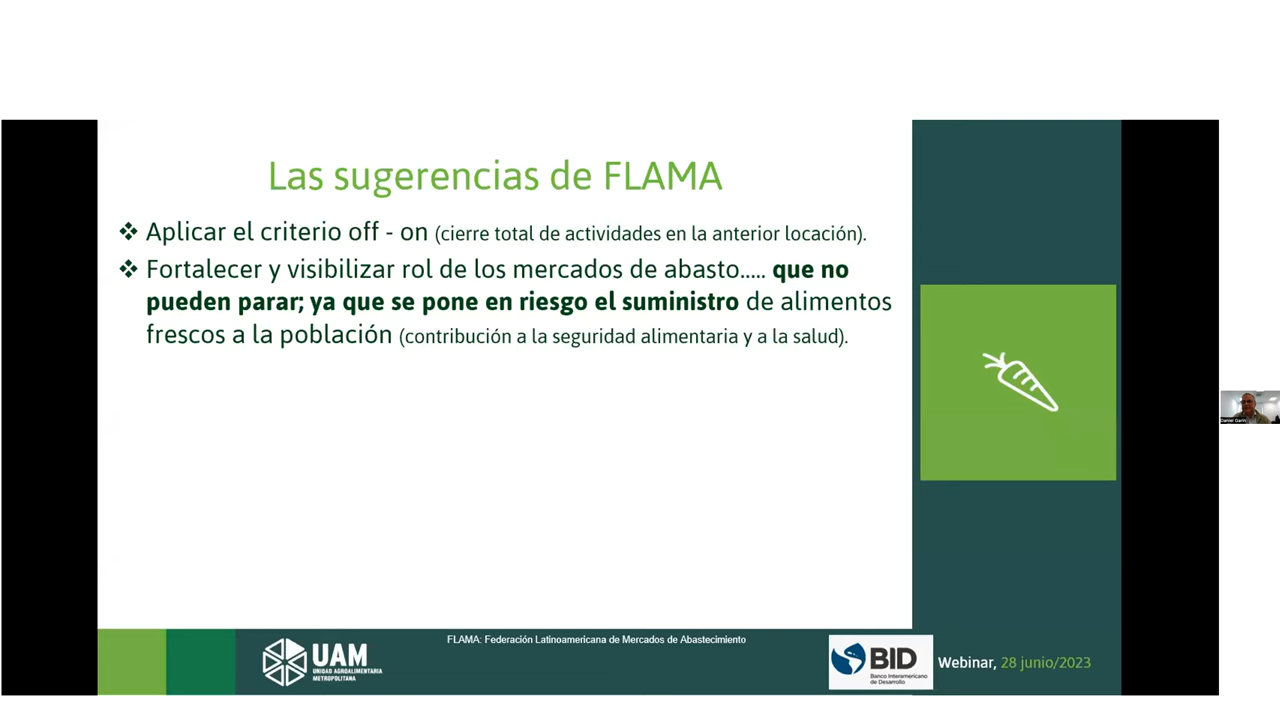 Las sugerencias de FLAMA
❖ Aplicar el criterio off - on (cierre total de actividades en la anterior locación).
❖ Fortalecer y visibilizar rol de los mercados de abasto..... que no
pueden parar; ya que se pone en riesgo el suministro de alimentos
frescos a la población (contribución a la seguridad alimentaria y a la salud).
Daniel Garín
FLAMA: Federación Latinoamericana de Mercados de Abastecimiento
UAM
UNIDAD AGROALIMENTARIA
METROPOLITANA
BID
Banco Interamericano
de Desarrollo
Webinar, 28 junio/2023